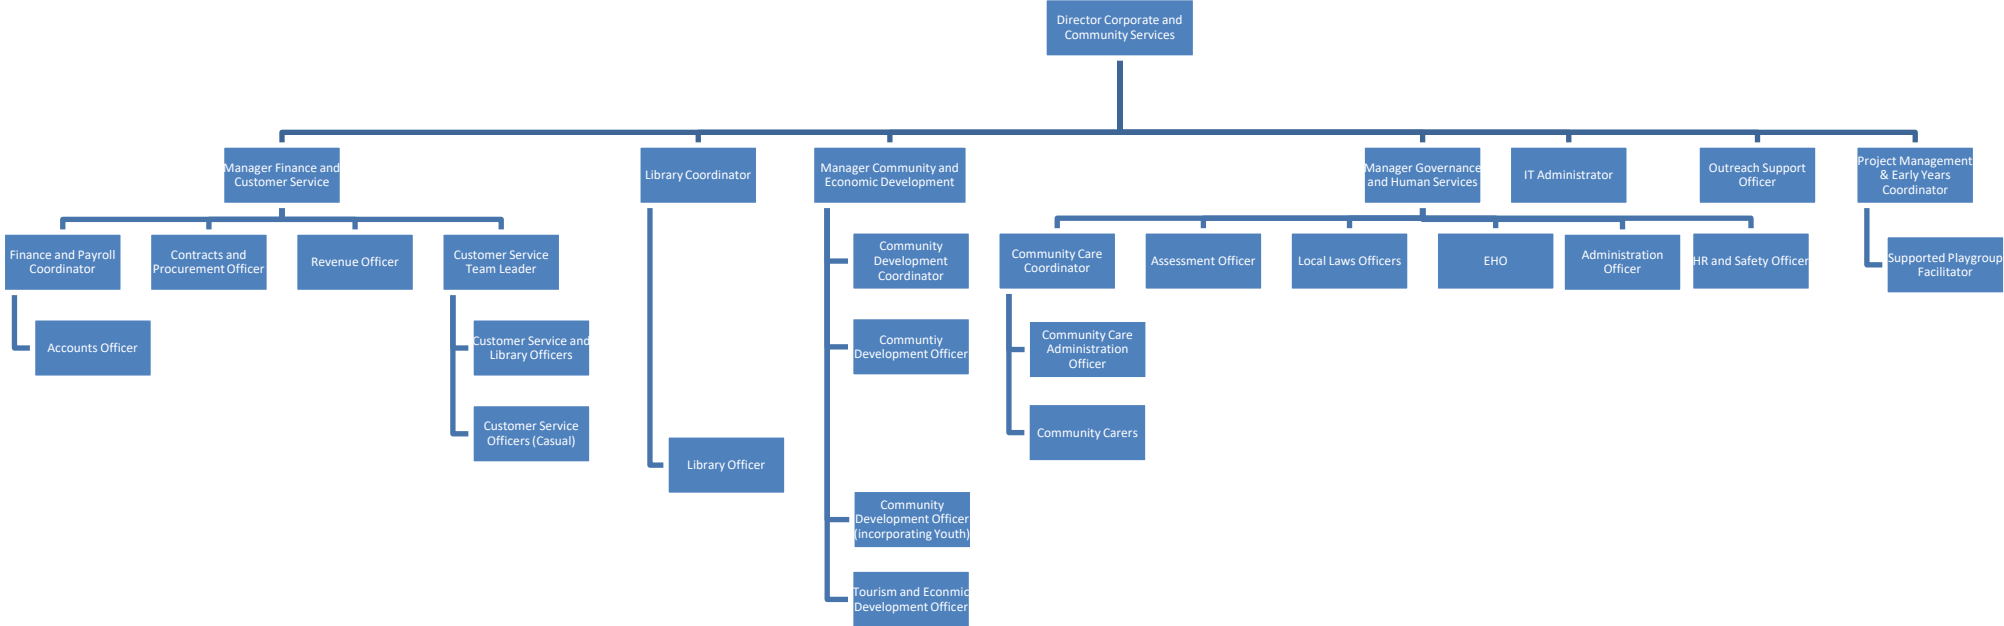 Director Corporate and
Community Services
Manager Finance and
Customer Service
Library Coordinator
Manager Community and
Economic Development
Manager Governance
and Human Services
IT Administrator
Outreach Support
Officer
Project Management
& Early Years
Coordinator
Finance and Payroll
Coordinator
Contracts and
Procurement Officer
Revenue Officer
Customer Service
Team Leader
Community
Development
Coordinator
Community Care
Coordinator
Assessment Officer
Local Laws Officers
EHO
Administration
Officer
HR and Safety Officer
Supported Playgroup
Facilitator
Accounts Officer
Customer Service and
Library Officers
Communtiy
Development Officer
Community Care
Administration
Officer
Customer Service
Officers (Casual)
Community Carers
Library Officer
Community
Development Officer
(incorporating Youth)
Tourism and Econmic
Development Officer